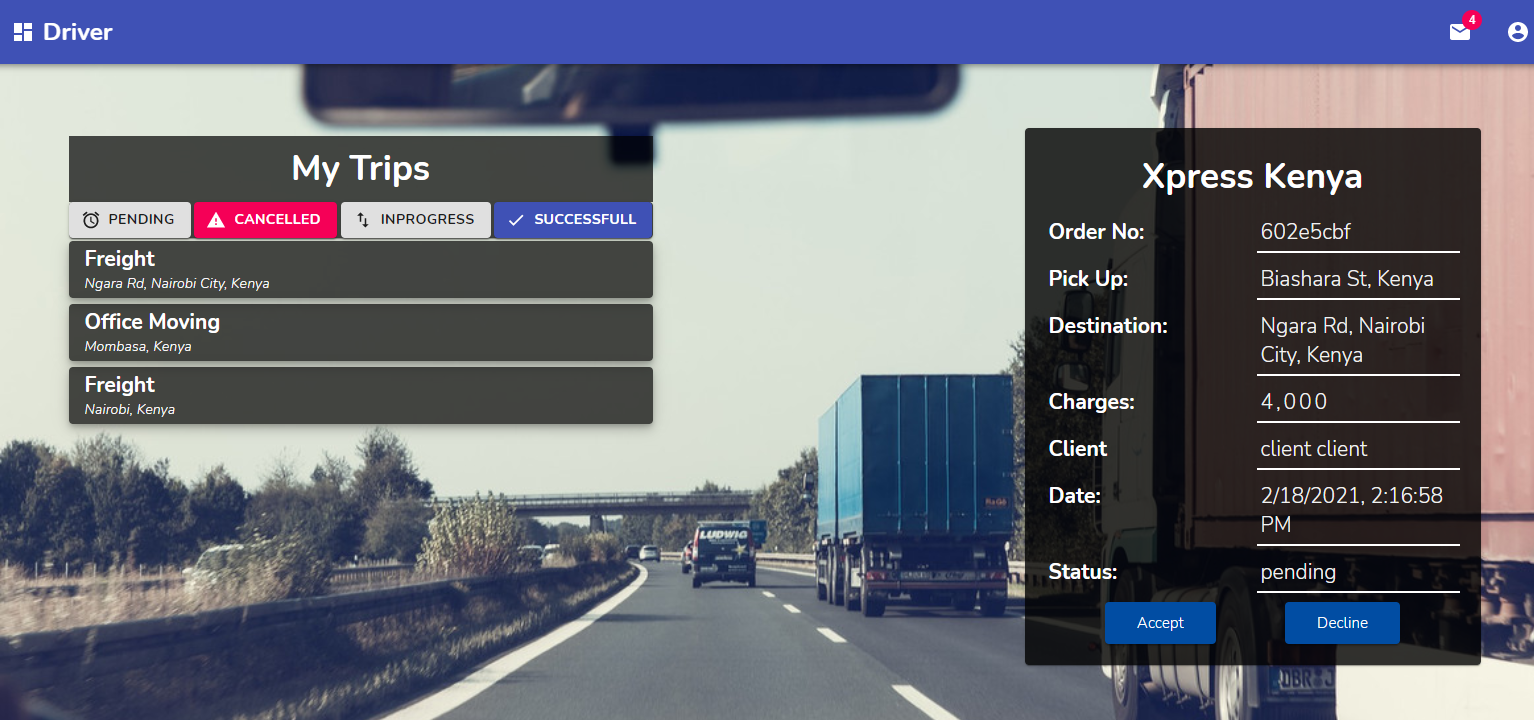 Driver
4
My Trips
PENDING
CANCELLED
INPROGRESS
SUCCESSFULL
Freight
Ngara Rd, Nairobi City, Kenya
Office Moving
Mombasa, Kenya
Freight
Nairobi, Kenya
Xpress Kenya
Order No: 602e5cbf
Pick Up: Biashara St, Kenya
Destination: Ngara Rd, Nairobi
City, Kenya
Charges: 4,000
Client client client
Date: 2/18/2021, 2:16:58
PM
Status: pending
Accept Decline
LUDWIG